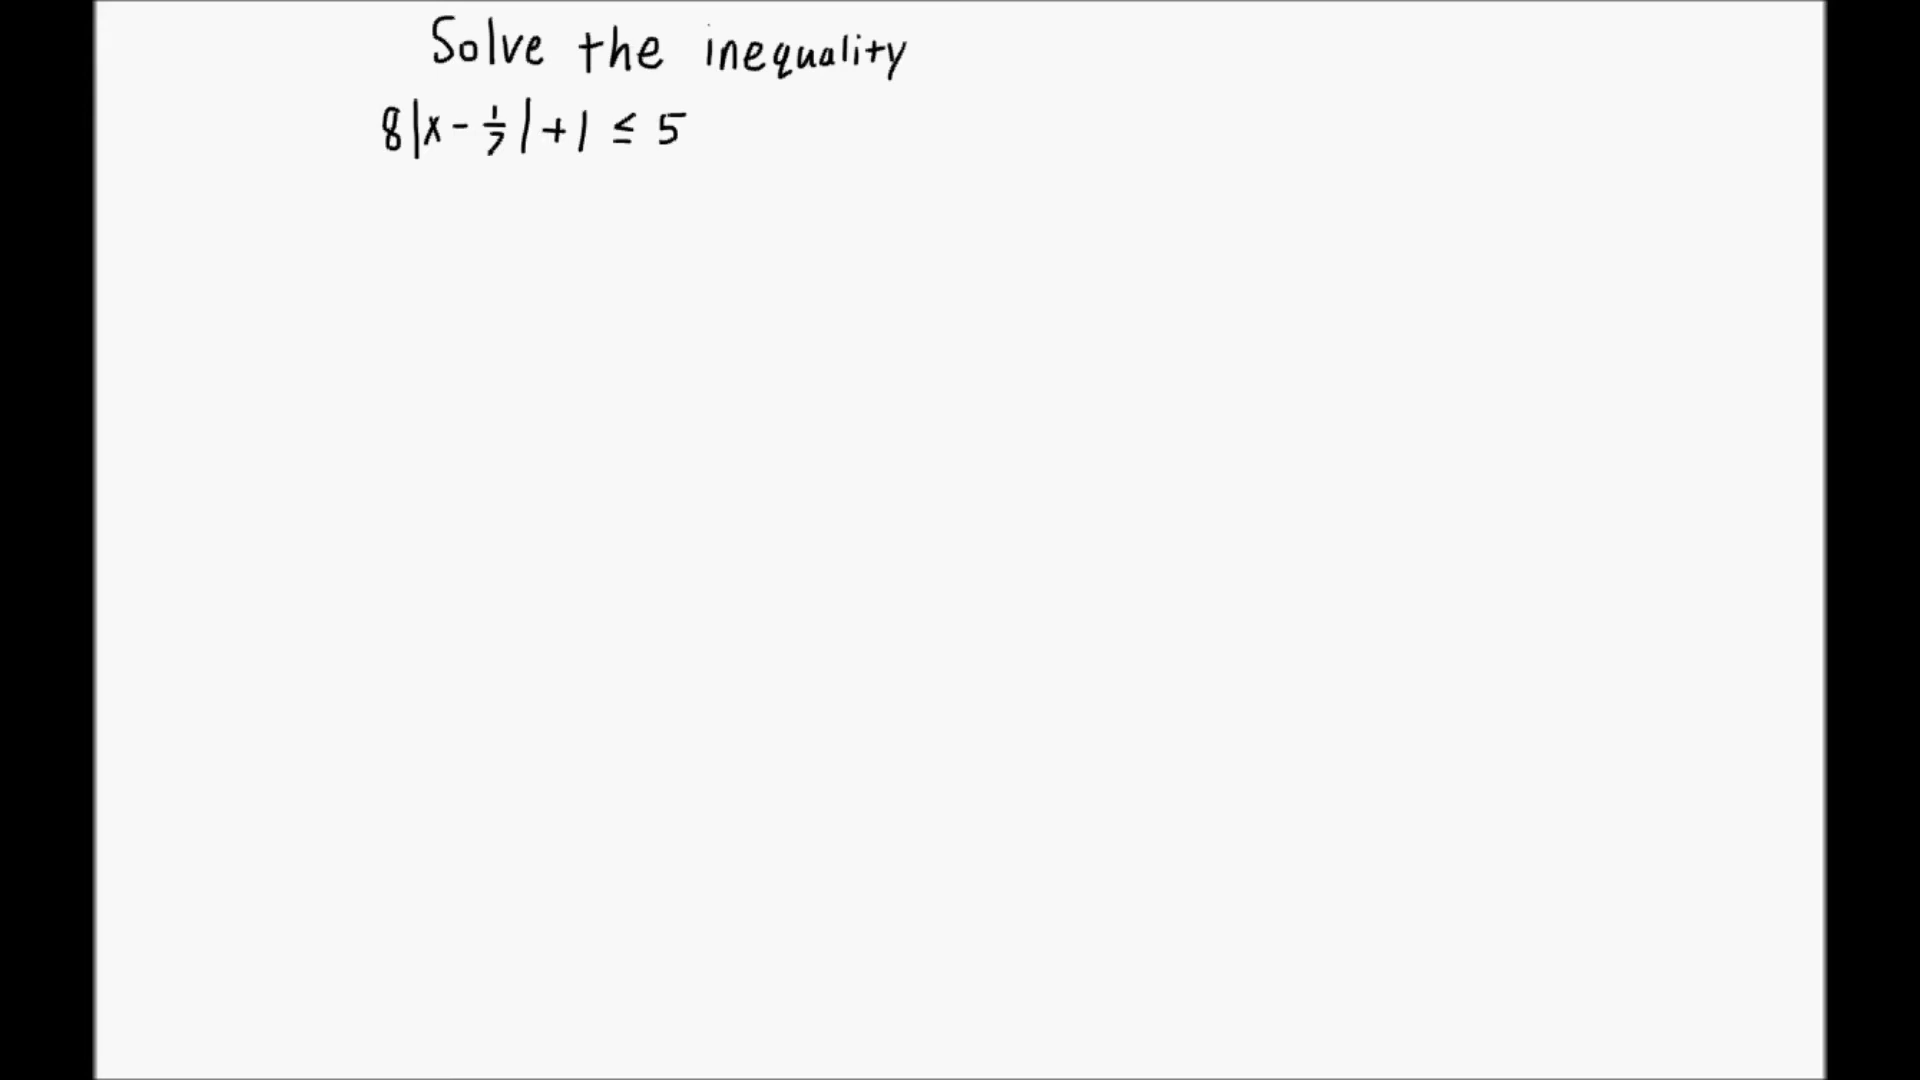 Solve the inequality
8|x - 1/7| + 1 ≤ 5